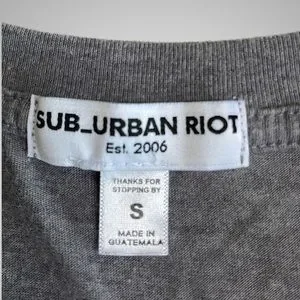 SUB_URBAN RIOT
Est. 2006
THANKS FOR
STOPPING BY
S
MADE IN
GUATEMALA